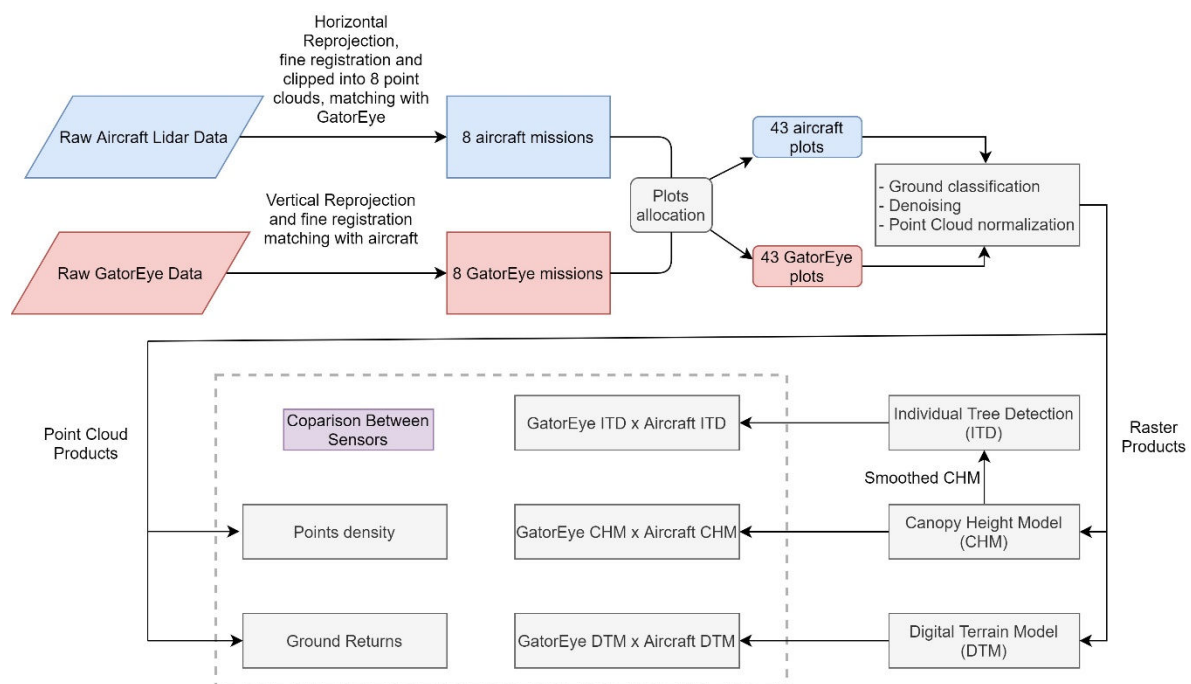 Horizontal
Reprojection,
fine registration and
clipped into 8 point
clouds, matching with
GatorEye
Raw Aircraft Lidar Data
8 aircraft missions
43 aircraft
plots
Plots
allocation
- Ground classification
- Denoising
- Point Cloud normalization
Vertical Reprojection
and fine registration
matching with aircraft
Raw GatorEye Data
8 GatorEye missions
43 GatorEye
plots
Point Cloud
Products
Coparison Between
Sensors
GatorEye ITD x Aircraft ITD
Individual Tree Detection
(ITD)
Raster
Products
Smoothed CHM
Points density
GatorEye CHM x Aircraft CHM
Canopy Height Model
(CHM)
Ground Returns
GatorEye DTM x Aircraft DTM
Digital Terrain Model
(DTM)